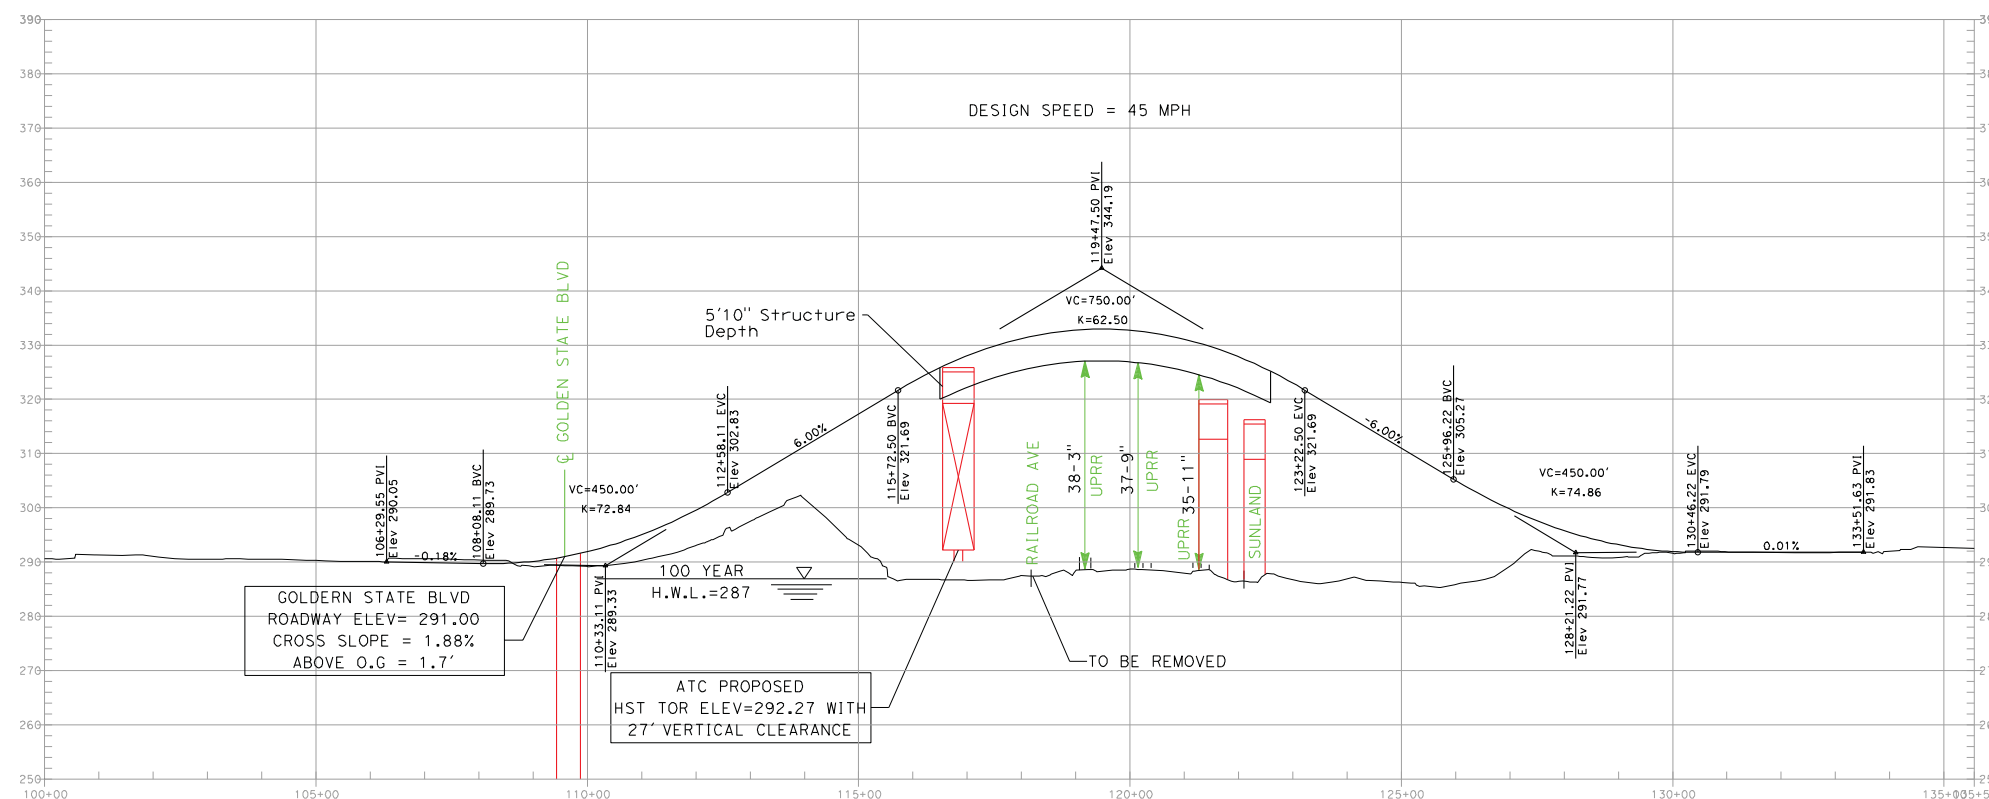 390
380
370
360
350
340
330
320
310
300
290
280
270
260
250
DESIGN SPEED = 45 MPH
119+47.50 PVI
Elev 344.19
VC=750.00'
K=62.50
5'10" Structure
Depth
℄ GOLDEN STATE BLVD
106+29.55 PVI
Elev 290.05
-0.18%
108+08.11 BVC
Elev 289.73
VC=450.00'
K=72.84
112+58.11 EVC
Elev 302.83
6.00%
115+72.50 BVC
Elev 321.69
RAILROAD AVE
38-3"
UPRR
37-9"
UPRR
35-11"
UPRR
SUNLAND
123+22.50 EVC
Elev 321.69
-6.00%
125+96.22 BVC
Elev 305.27
VC=450.00'
K=74.86
130+46.22 EVC
Elev 291.79
0.01%
133+51.63 PVI
Elev 291.83
110+33.11 PVI
Elev 289.33
100 YEAR
H.W.L.=287
128+21.22 PVI
Elev 291.77
GOLDERN STATE BLVD
ROADWAY ELEV= 291.00
CROSS SLOPE = 1.88%
ABOVE O.G = 1.7'
TO BE REMOVED
ATC PROPOSED
HST TOR ELEV=292.27 WITH
27' VERTICAL CLEARANCE
100+00
105+00
110+00
115+00
120+00
125+00
130+00